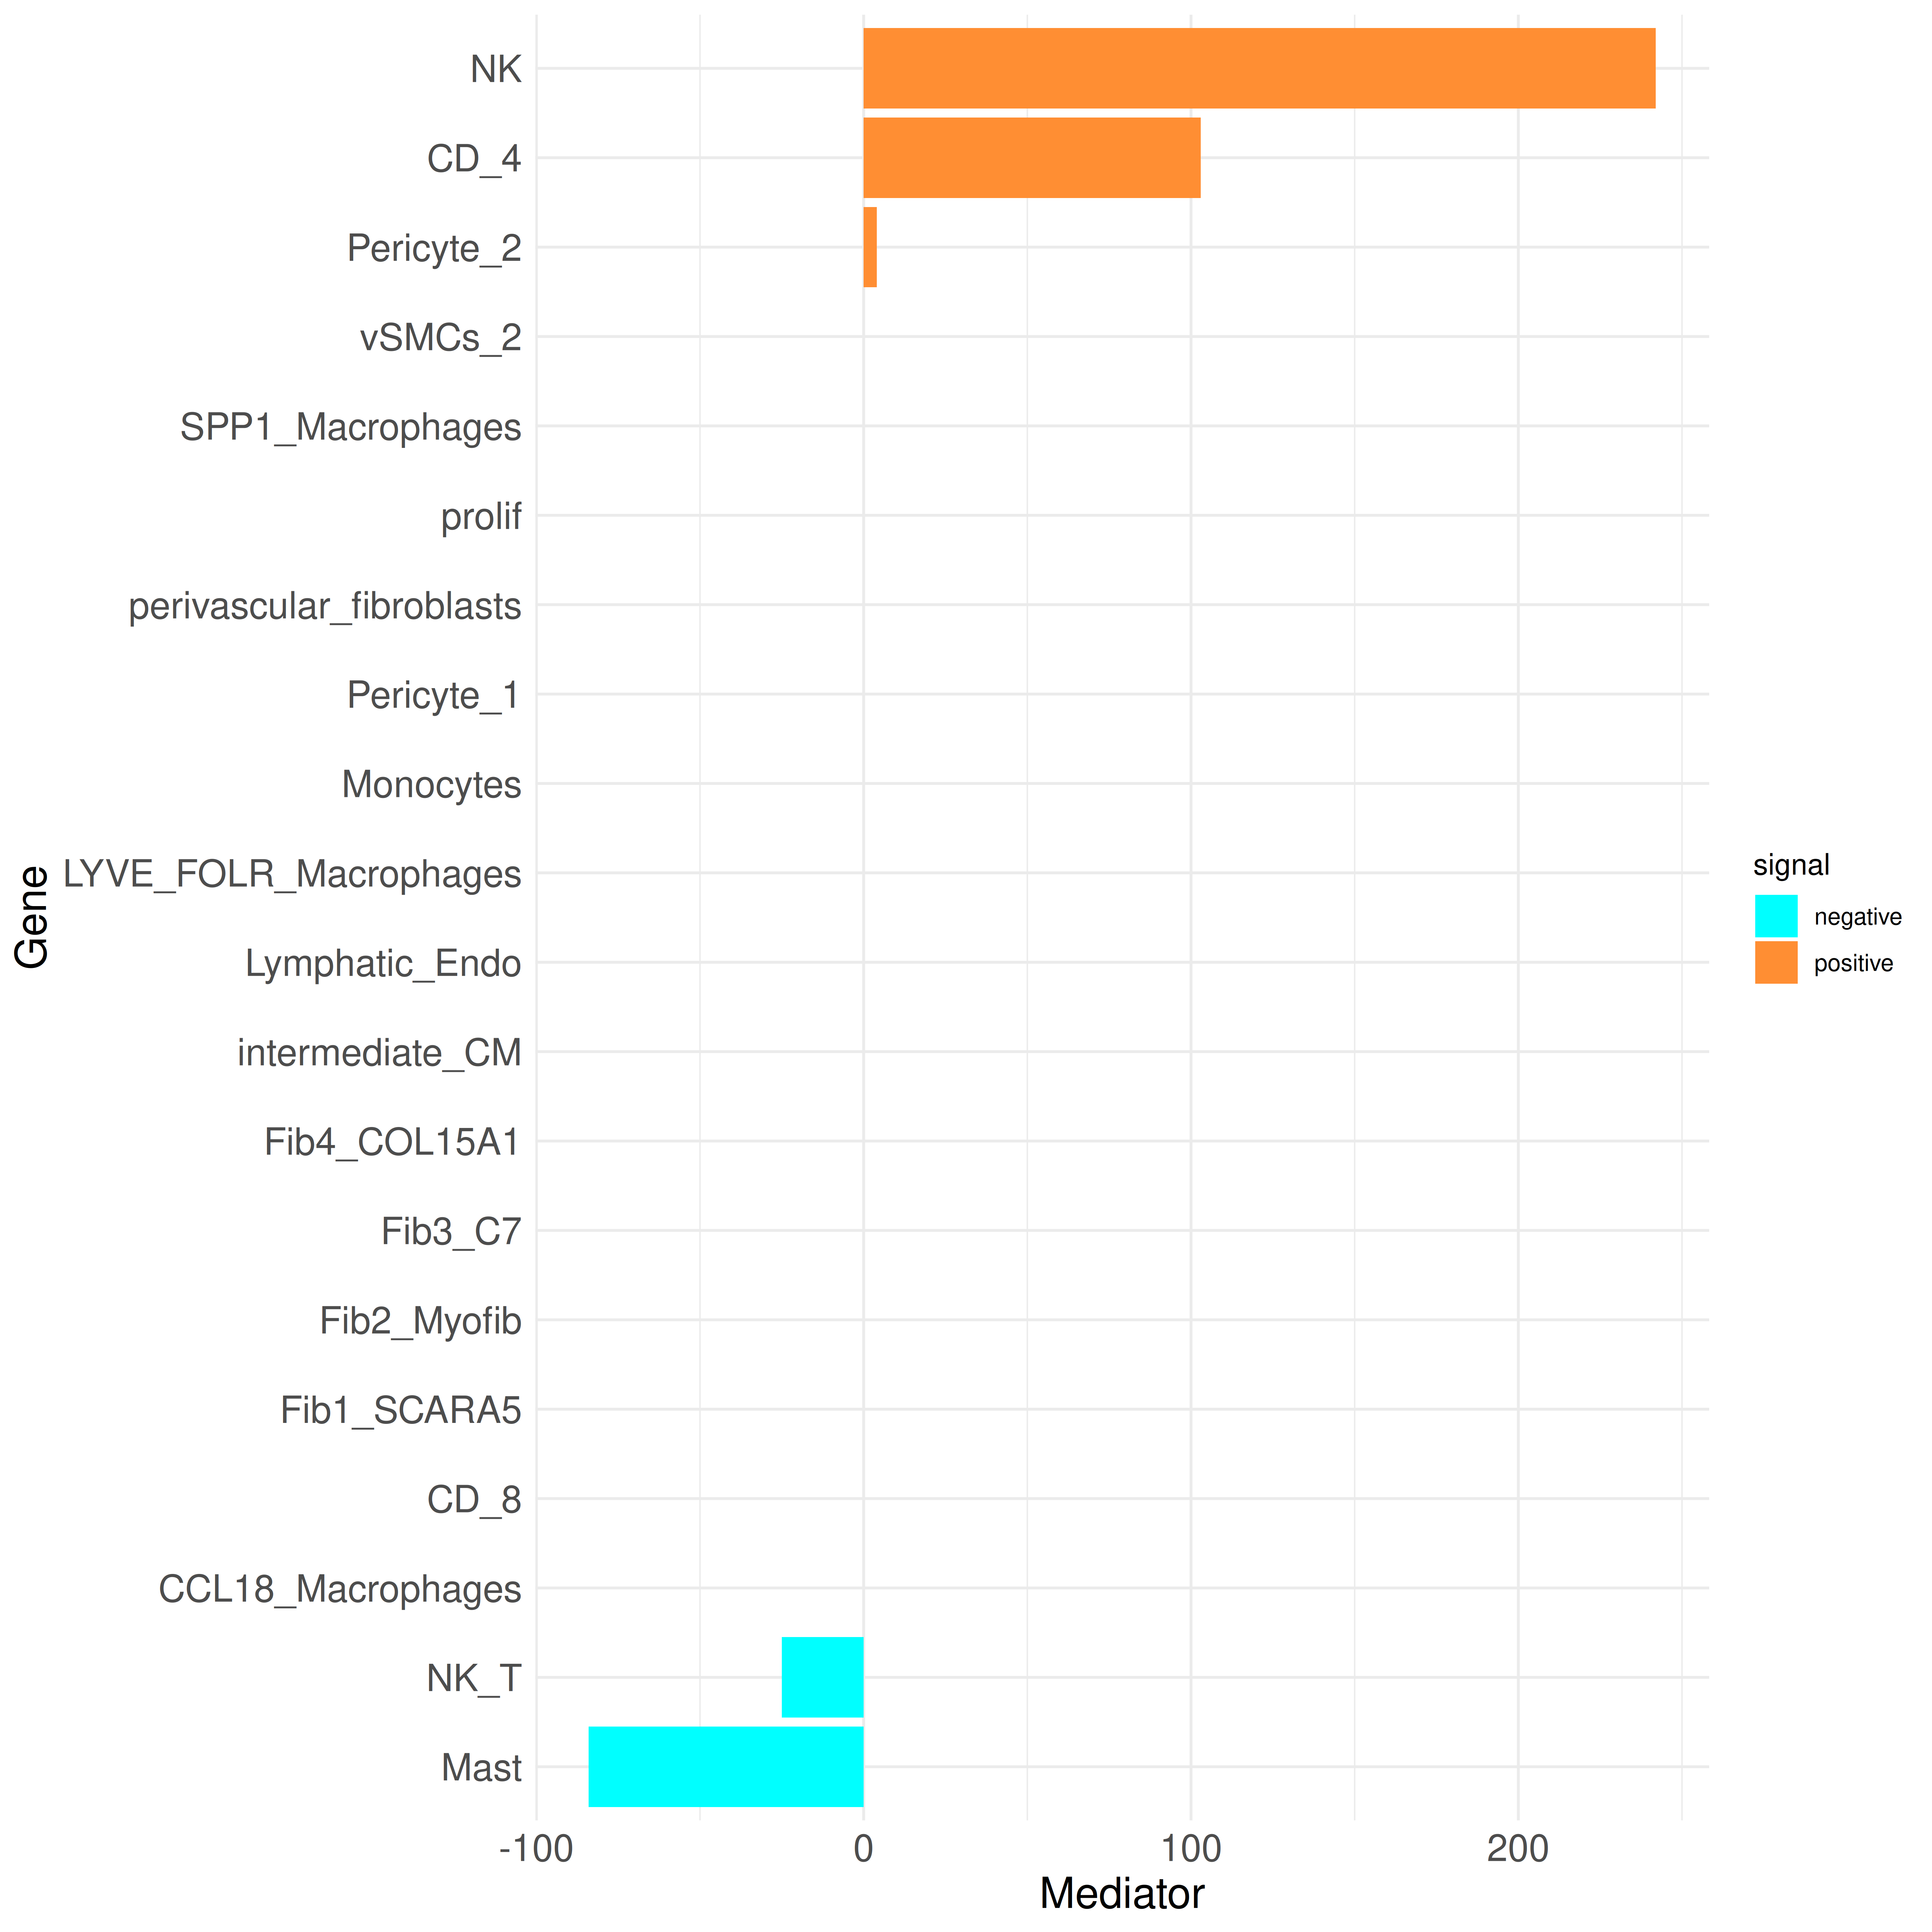 NK
CD_4
Pericyte_2
vSMCs_2
SPP1_Macrophages
prolif
perivascular_fibroblasts
Pericyte_1
Monocytes
LYVE_FOLR_Macrophages
Lymphatic_Endo
intermediate_CM
Fib4_COL15A1
Fib3_C7
Fib2_Myofib
Fib1_SCARA5
CD_8
CCL18_Macrophages
NK_T
Mast
Gene
-100 0 100 200
Mediator
signal
negative
positive